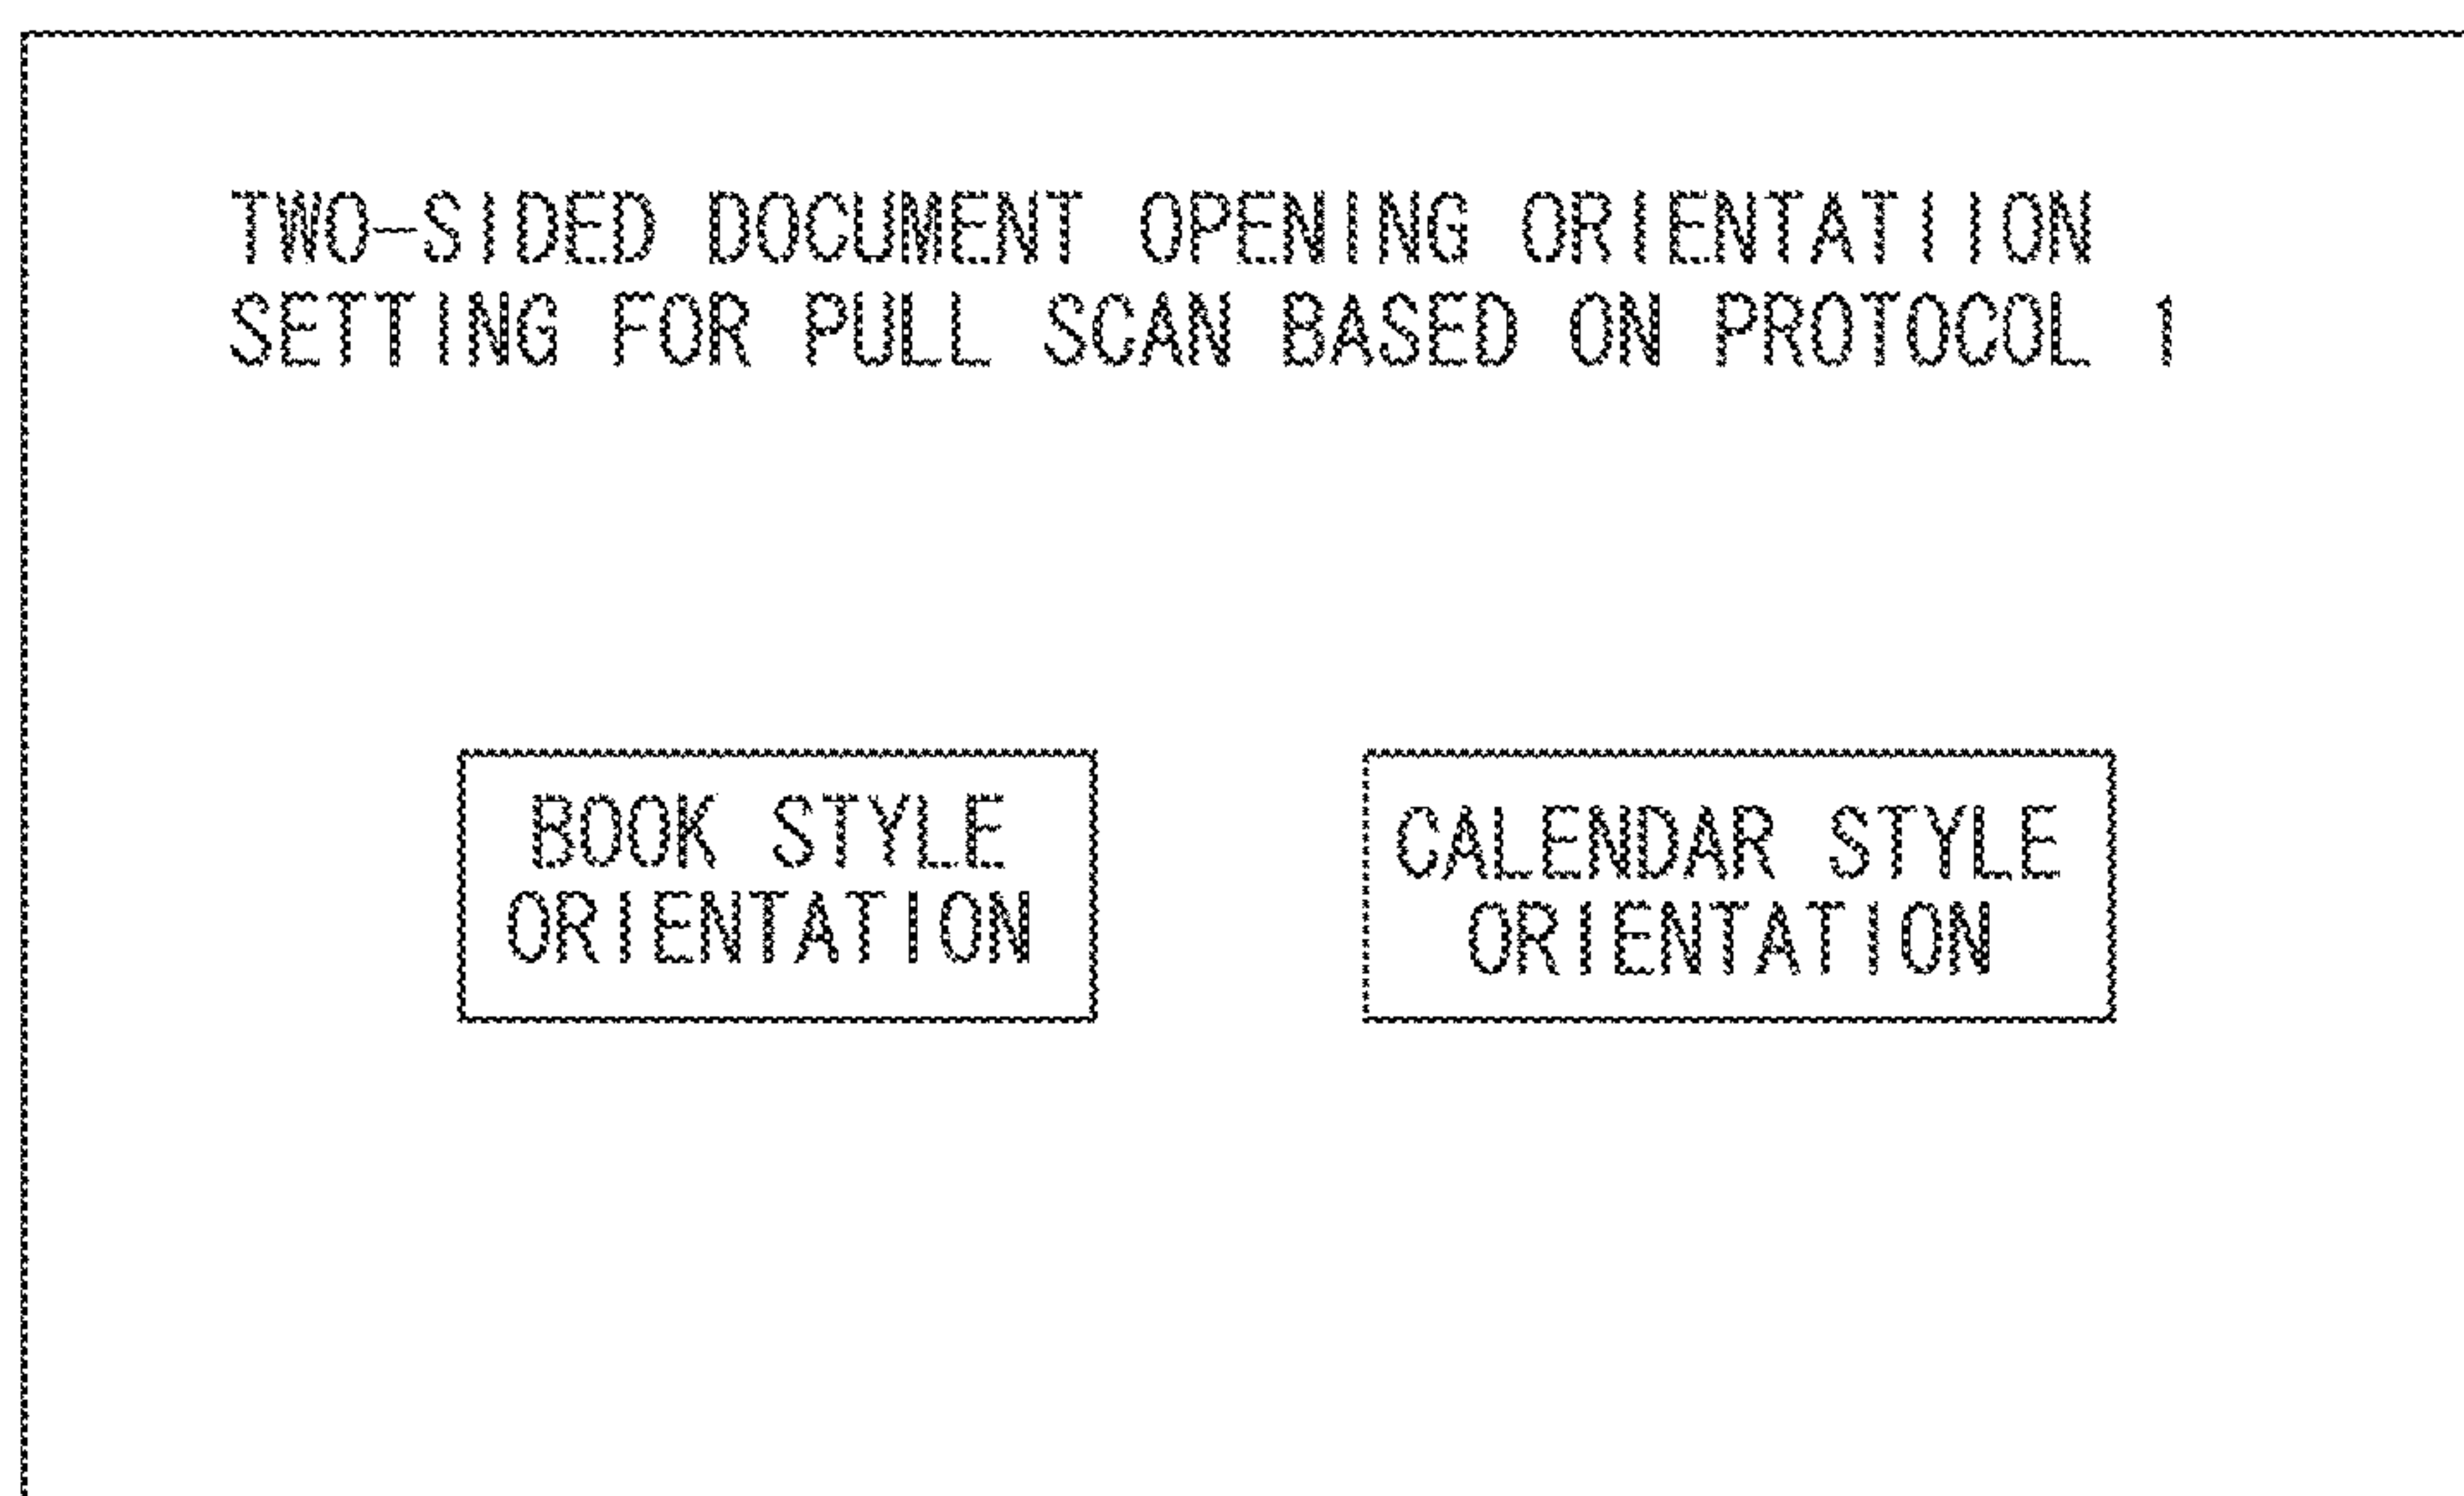 TWO-SIDED DOCUMENT OPENING ORIENTATION
SETTING FOR PULL SCAN BASED ON PROTOCOL 1
BOOK STYLE
ORIENTATION
CALENDAR STYLE
ORIENTATION